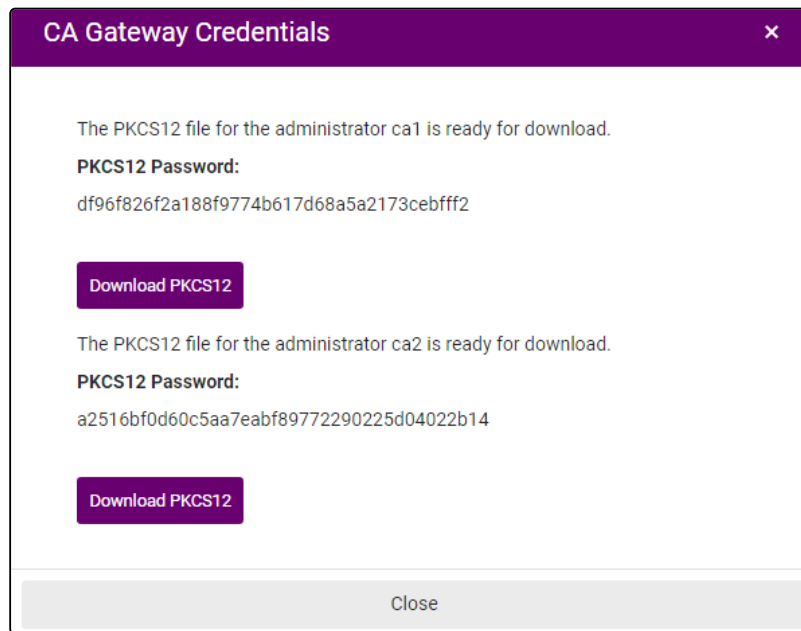 CA Gateway Credentials ×
The PKCS12 file for the administrator ca1 is ready for download.
PKCS12 Password:
df96f826f2a188f9774b617d68a5a2173cebfff2
Download PKCS12
The PKCS12 file for the administrator ca2 is ready for download.
PKCS12 Password:
a2516bf0d60c5aa7eabf89772290225d04022b14
Download PKCS12
Close